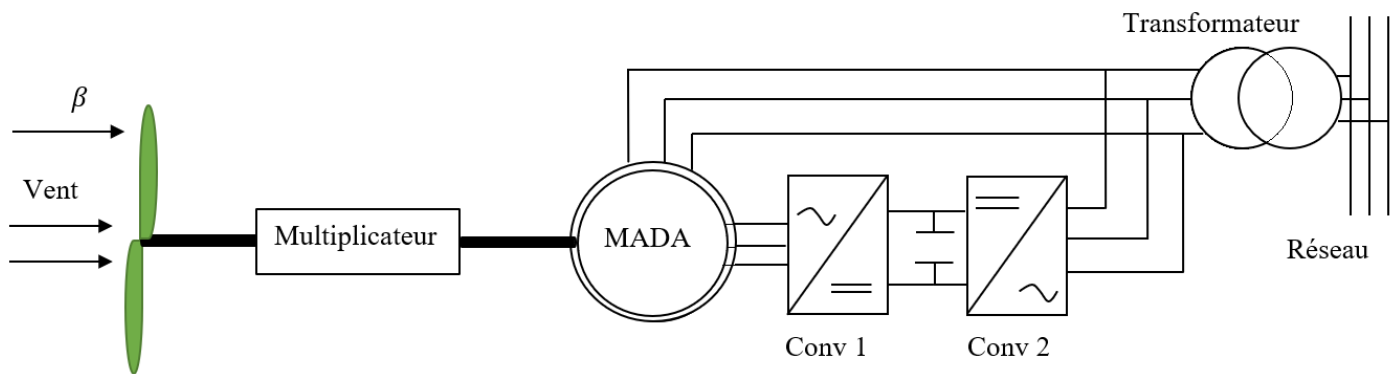 Transformateur
β
Vent
Multiplicateur
MADA
Réseau
Conv 1
Conv 2